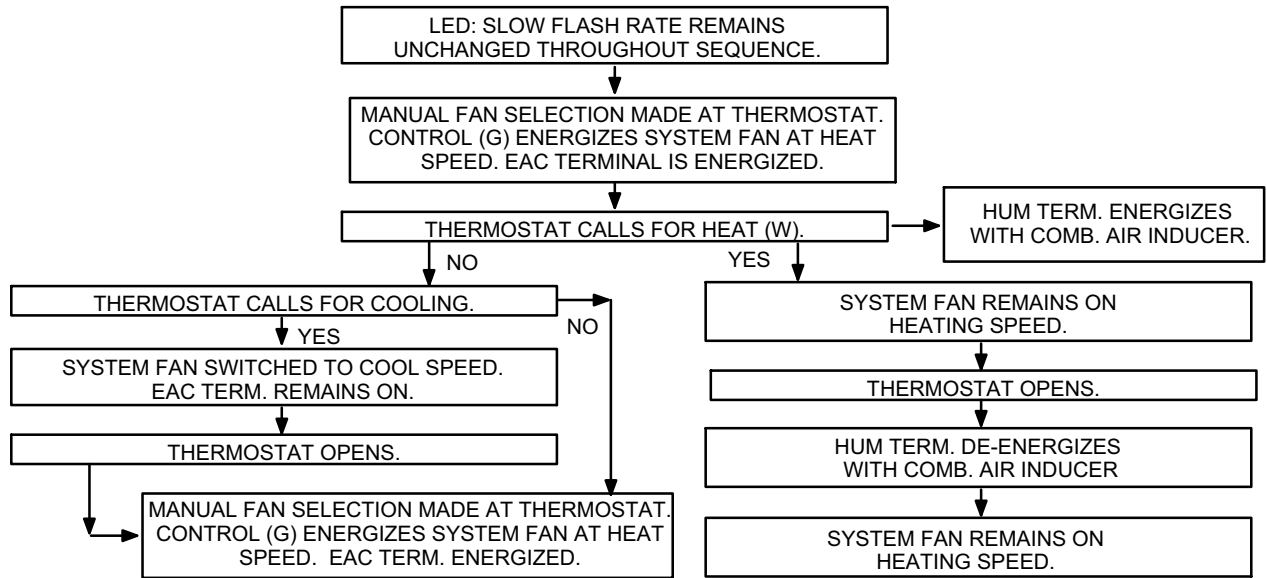 LED: SLOW FLASH RATE REMAINS
UNCHANGED THROUGHOUT SEQUENCE.
MANUAL FAN SELECTION MADE AT THERMOSTAT.
CONTROL (G) ENERGIZES SYSTEM FAN AT HEAT
SPEED. EAC TERMINAL IS ENERGIZED.
THERMOSTAT CALLS FOR HEAT (W).
HUM TERM. ENERGIZES
WITH COMB. AIR INDUCER.
NO
YES
THERMOSTAT CALLS FOR COOLING.
NO
YES
SYSTEM FAN SWITCHED TO COOL SPEED.
EAC TERM. REMAINS ON.
THERMOSTAT OPENS.
MANUAL FAN SELECTION MADE AT THERMOSTAT.
CONTROL (G) ENERGIZES SYSTEM FAN AT HEAT
SPEED. EAC TERM. ENERGIZED.
SYSTEM FAN REMAINS ON
HEATING SPEED.
THERMOSTAT OPENS.
HUM TERM. DE-ENERGIZES
WITH COMB. AIR INDUCER
SYSTEM FAN REMAINS ON
HEATING SPEED.